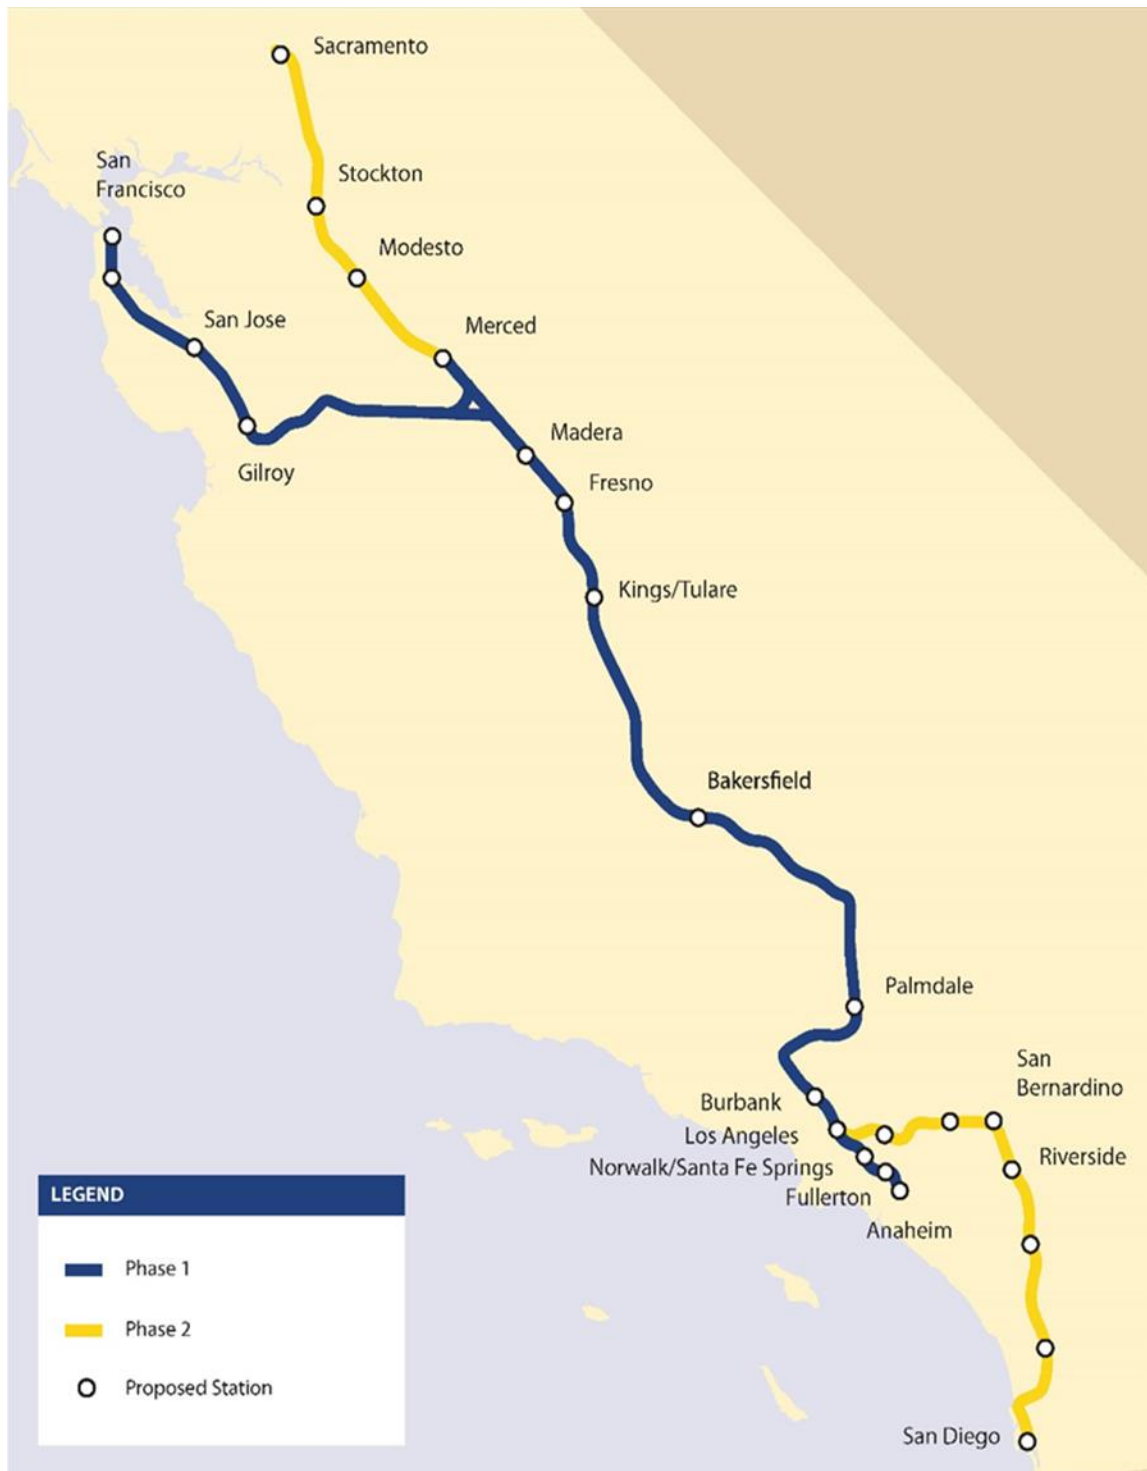 Sacramento
San
Francisco
Stockton
Modesto
San Jose
Merced
Madera
Gilroy
Fresno
Kings/Tulare
Bakersfield
Palmdale
San
Bernardino
Burbank
Los Angeles
Riverside
Norwalk/Santa Fe Springs
Fullerton
Anaheim
San Diego
LEGEND
Phase 1
Phase 2
Proposed Station